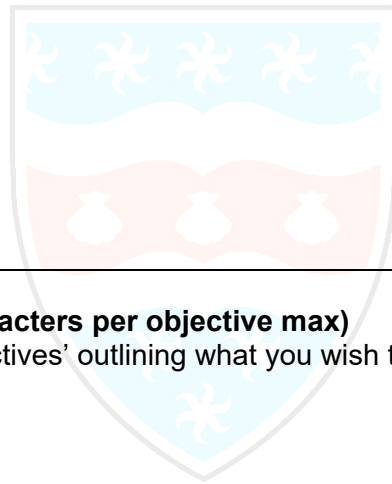 acters per objective max)
ctives’ outlining what you wish t